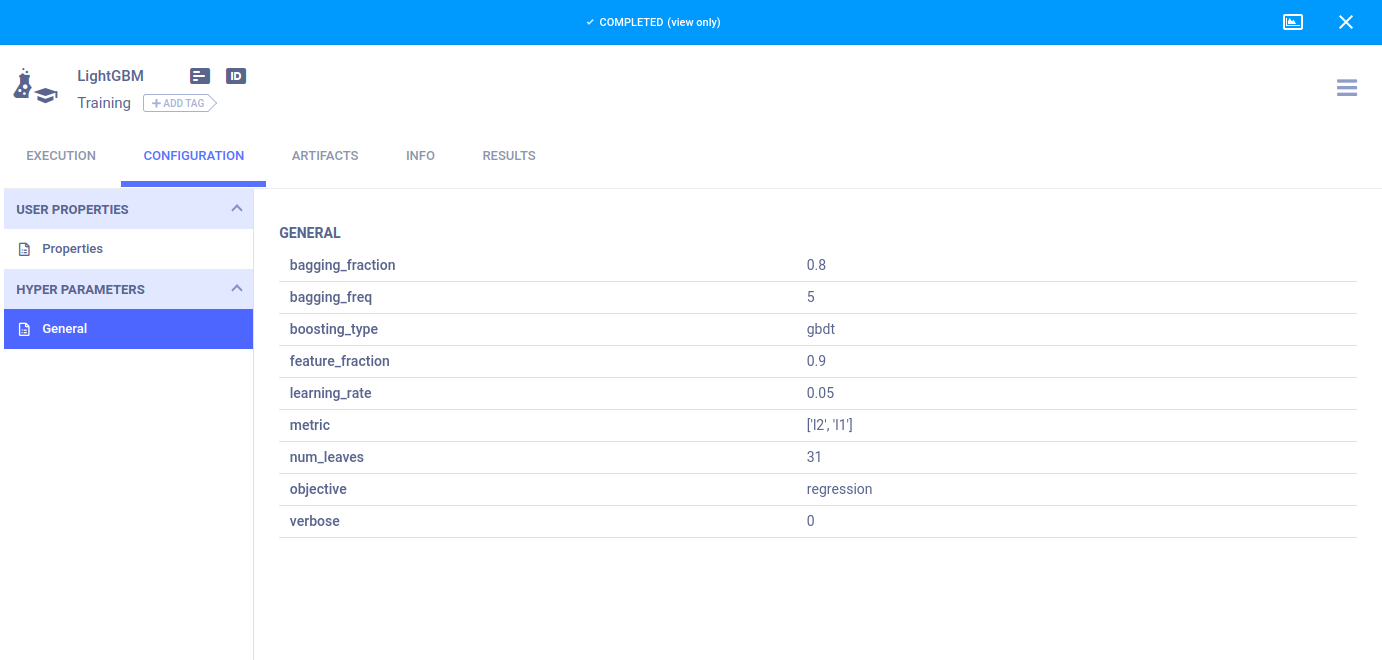 COMPLETED (view only)
LightGBM
ID
Training
ADD TAG
EXECUTION CONFIGURATION ARTIFACTS INFO RESULTS
USER PROPERTIES
Properties
HYPER PARAMETERS
General
GENERAL
bagging_fraction 0.8
bagging_freq 5
boosting_type gbdt
feature_fraction 0.9
learning_rate 0.05
metric ['l2', 'l1']
num_leaves 31
objective regression
verbose 0